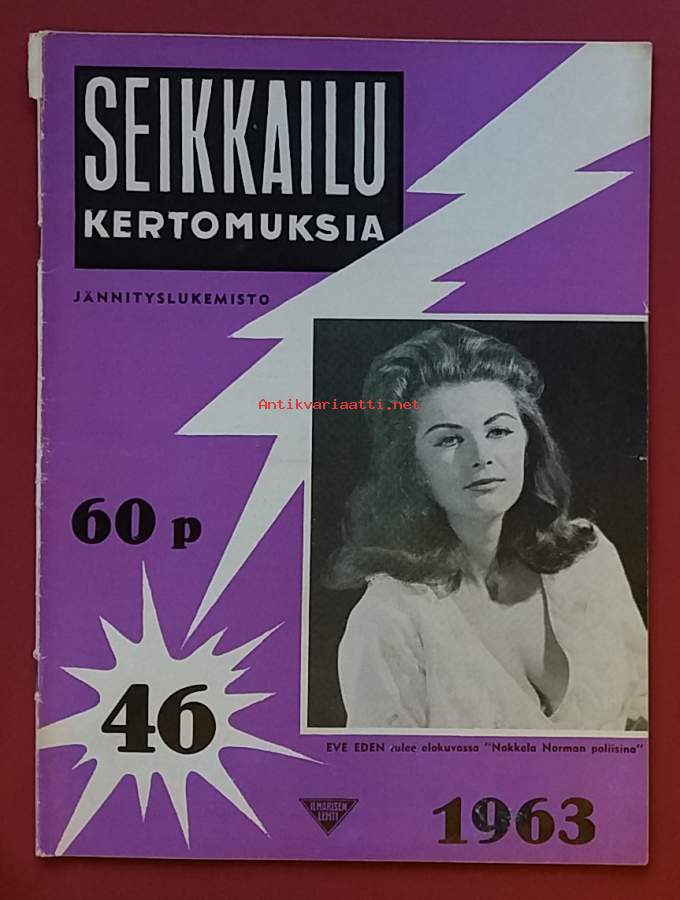 SEIKKAILU
KERTOMUKSIA
JÄNNITYSLUKEMISTO
Antikvariaatti.net
60 p
46
EVE EDEN tulee elokuvassa "Nokkela Norman poliisina"
ILMARISEN
LEHTI
1963